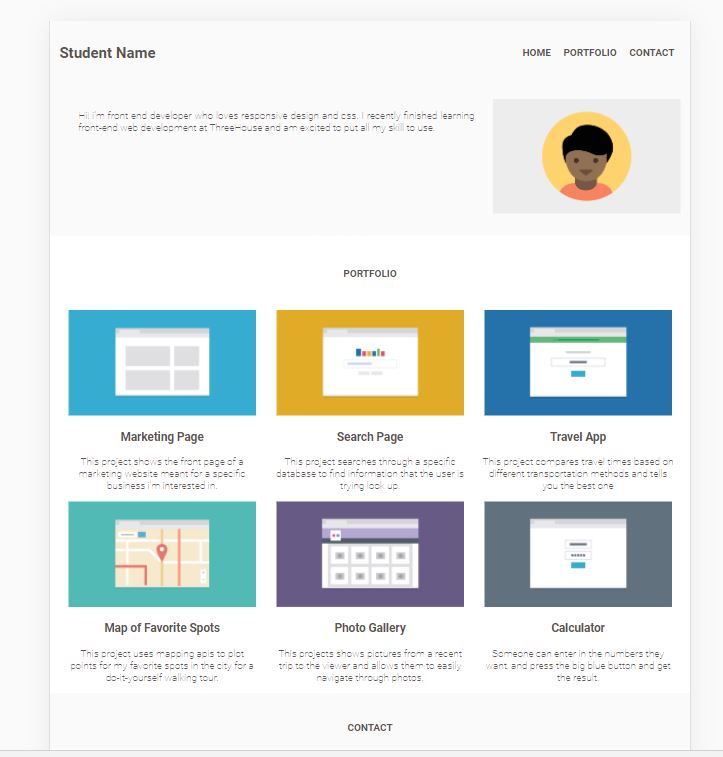 Student Name
HOME PORTFOLIO CONTACT
Hi! i'm front end developer who loves responsive design and css. I recently finished learning
front-end web development at ThreeHouse and am excited to put all my skill to use.
PORTFOLIO
Marketing Page
This project shows the front page of a
marketing website meant for a specific
business i'm interested in.
Search Page
This project searches through a specific
database to find information that the user is
trying look up.
Travel App
This project compares travel times based on
different transportation methods and tells
you the best one
Map of Favorite Spots
This project uses mapping apis to plot
points for my favorite spots in the city for a
do-it-yourself walking tour.
Photo Gallery
This projects shows pictures from a recent
trip to the viewer and allows them to easily
navigate through photos.
Calculator
Someone can enter in the numbers they
want, and press the big blue button and get
the result.
CONTACT